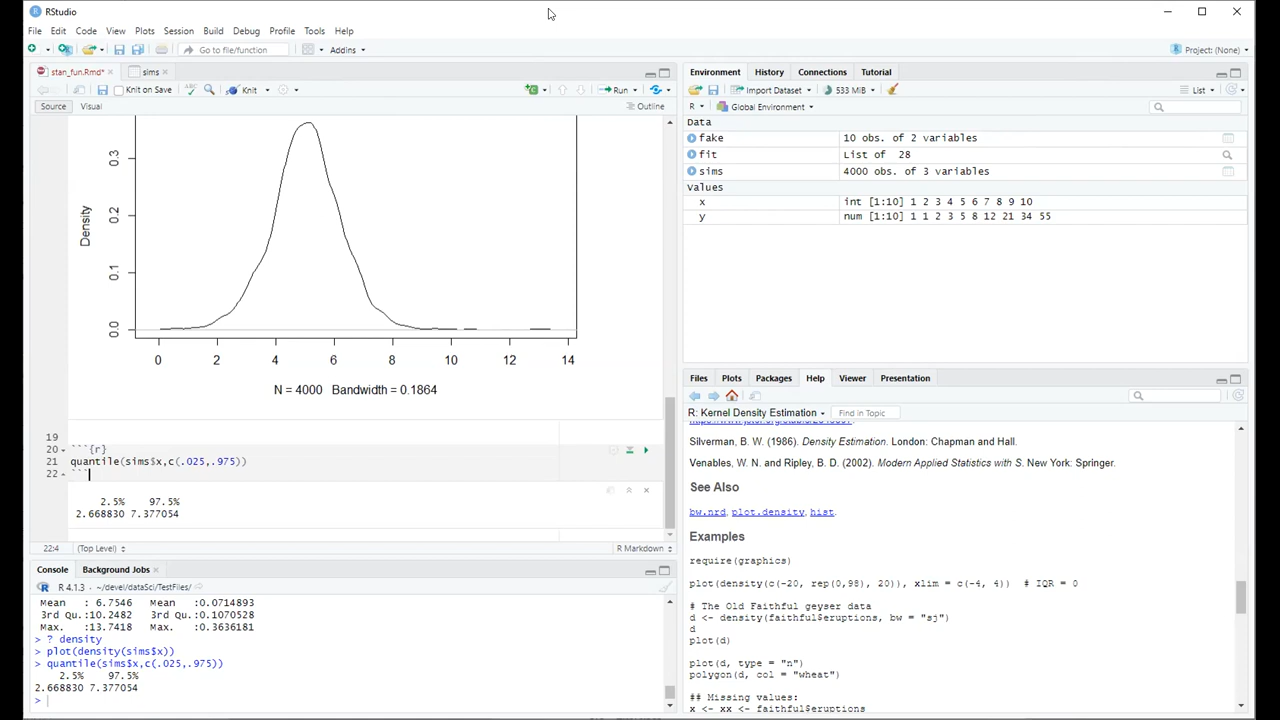 RStudio
File Edit Code View Plots Session Build Debug Profile Tools Help
Go to file/function Addins Project: (None)
stan_fun.Rmd* sims
Knit on Save Knit Run
Source Visual Outline
Density
0.0 0.1 0.2 0.3
0 2 4 6 8 10 12 14
N = 4000 Bandwidth = 0.1864
19
20 ```{r}
21 quantile(sims$x,c(.025,.975))
22 ```
2.5% 97.5%
2.668830 7.377054
22:4 (Top Level) R Markdown
Console Background Jobs
R 4.1.3 · ~/devel/dataSci/TestFiles/
Mean : 6.7546 Mean :0.0714893
3rd Qu.:10.2482 3rd Qu.:0.1070528
Max. :13.7418 Max. :0.3636181
> ? density
> plot(density(sims$x))
> quantile(sims$x,c(.025,.975))
2.5% 97.5%
2.668830 7.377054
>
Environment History Connections Tutorial
Import Dataset 533 MiB List
R Global Environment
Data
fake 10 obs. of 2 variables
fit List of 28
sims 4000 obs. of 3 variables
Values
x int [1:10] 1 2 3 4 5 6 7 8 9 10
y num [1:10] 1 1 2 3 5 8 12 21 34 55
Files Plots Packages Help Viewer Presentation
R: Kernel Density Estimation Find in Topic
Silverman, B. W. (1986). Density Estimation. London: Chapman and Hall.
Venables, W. N. and Ripley, B. D. (2002). Modern Applied Statistics with S. New York: Springer.
See Also
bw.nrd, plot.density, hist.
Examples
require(graphics)
plot(density(c(-20, rep(0,98), 20)), xlim = c(-4, 4)) # IQR = 0
# The Old Faithful geyser data
d <- density(faithful$eruptions, bw = "sj")
d
plot(d)
plot(d, type = "n")
polygon(d, col = "wheat")
## Missing values:
x <- xx <- faithful$eruptions